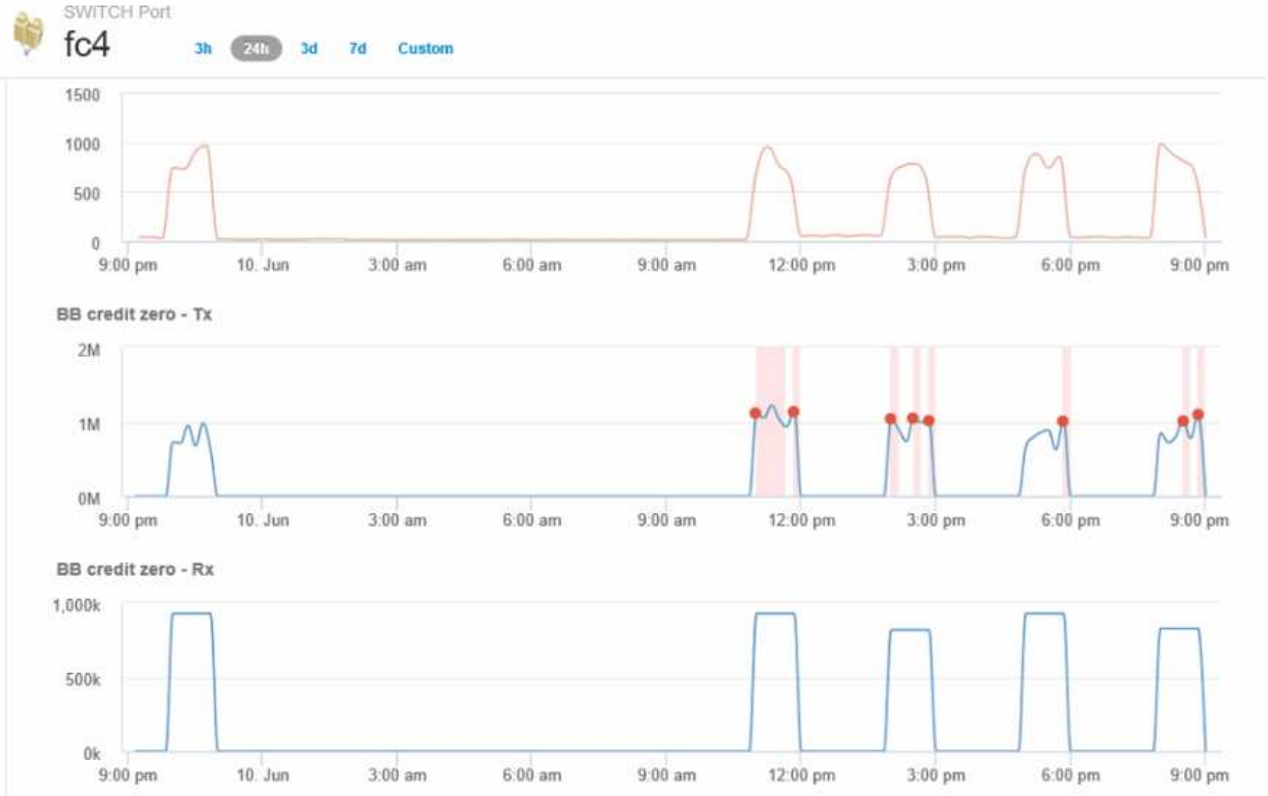 SWITCH Port
fc4
3h 24h 3d 7d Custom
1500
1000
500
0
9:00 pm 10. Jun 3:00 am 6:00 am 9:00 am 12:00 pm 3:00 pm 6:00 pm 9:00 pm
BB credit zero - Tx
2M
1M
0M
9:00 pm 10. Jun 3:00 am 6:00 am 9:00 am 12:00 pm 3:00 pm 6:00 pm 9:00 pm
BB credit zero - Rx
1,000k
500k
0k
9:00 pm 10. Jun 3:00 am 6:00 am 9:00 am 12:00 pm 3:00 pm 6:00 pm 9:00 pm